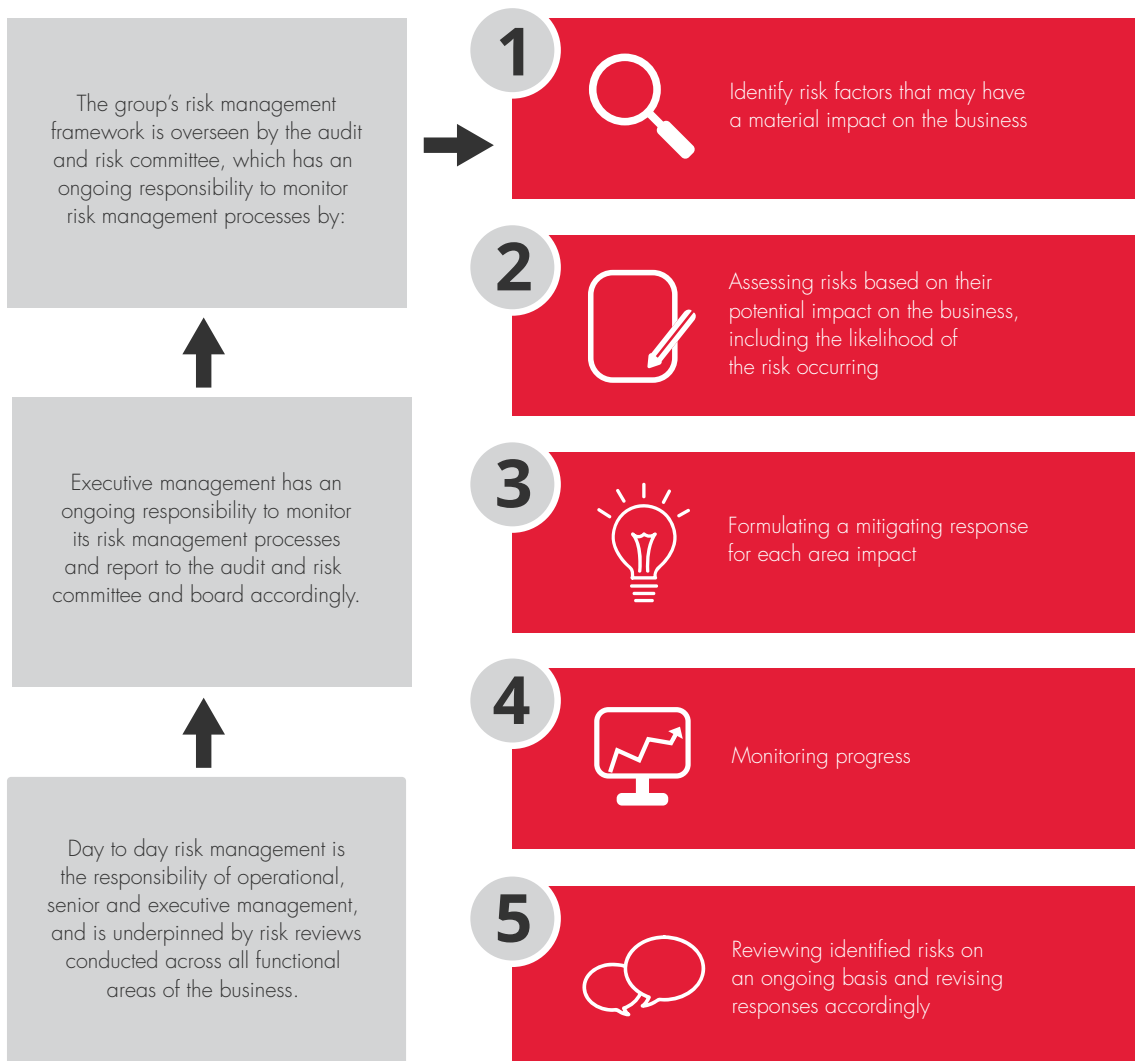 The group's risk management
framework is overseen by the audit
and risk committee, which has an
ongoing responsibility to monitor
risk management processes by:
Executive management has an
ongoing responsibility to monitor
its risk management processes
and report to the audit and risk
committee and board accordingly.
Day to day risk management is
the responsibility of operational,
senior and executive management,
and is underpinned by risk reviews
conducted across all functional
areas of the business.
1
Identify risk factors that may have
a material impact on the business
2
Assessing risks based on their
potential impact on the business,
including the likelihood of
the risk occurring
3
Formulating a mitigating response
for each area impact
4
Monitoring progress
5
Reviewing identified risks on
an ongoing basis and revising
responses accordingly